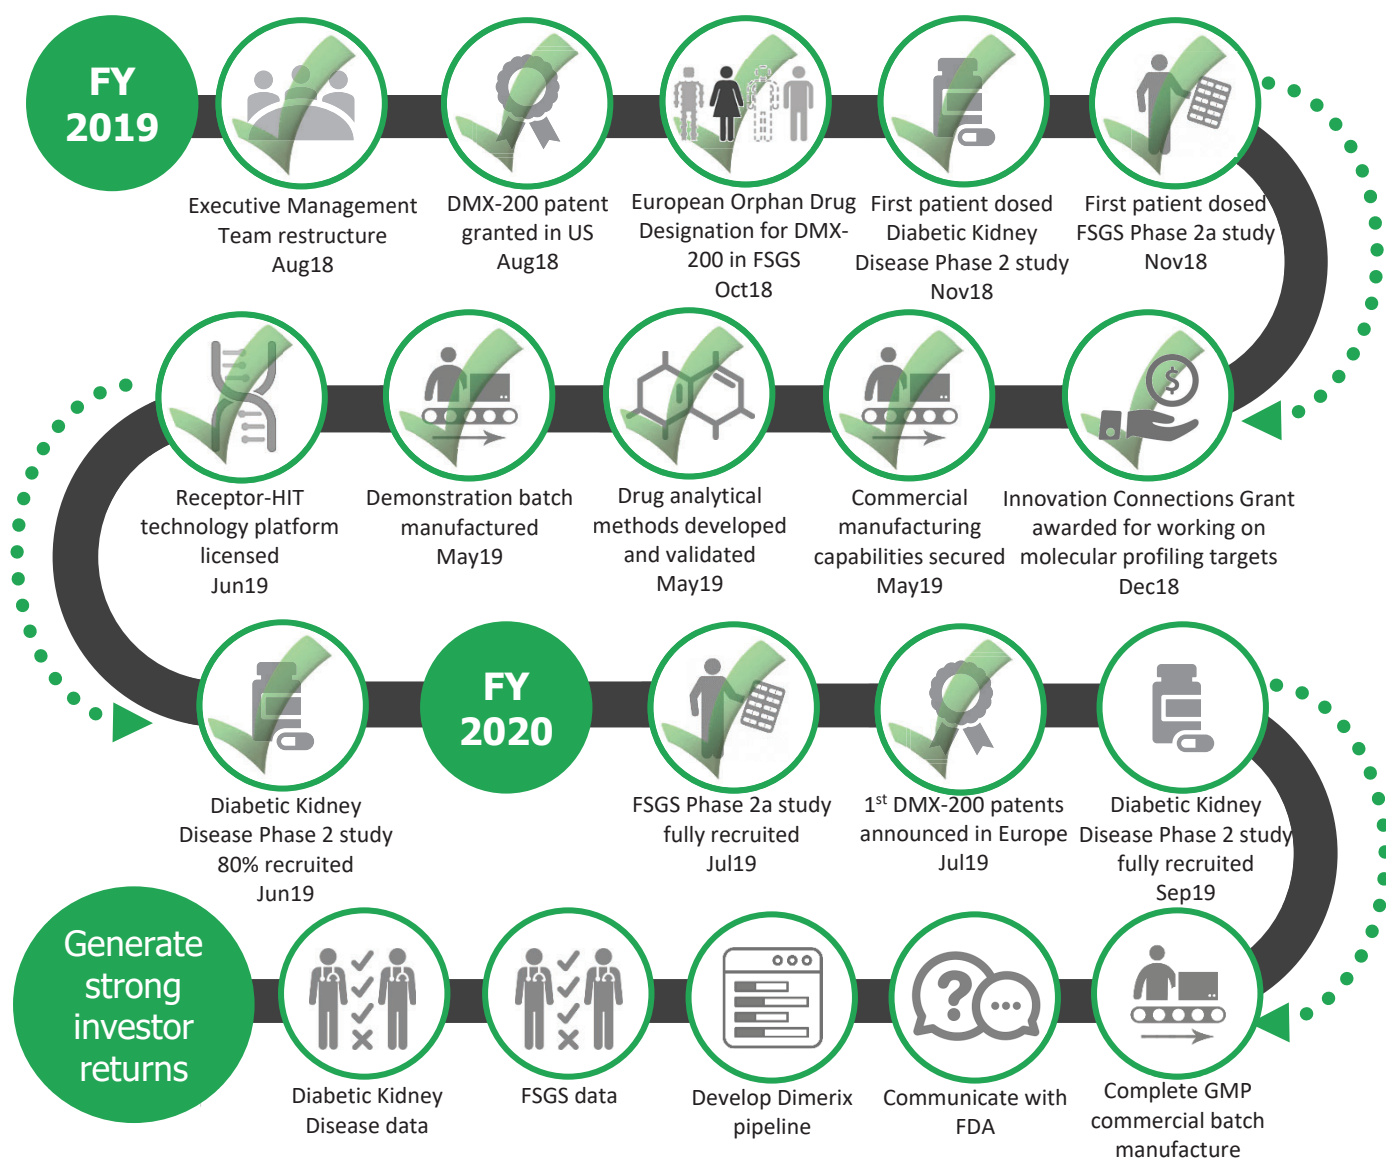 FY
2019
Executive Management
Team restructure
Aug18
DMX-200 patent
granted in US
Aug18
European Orphan Drug
Designation for DMX-
200 in FSGS
Oct18
First patient dosed
Diabetic Kidney
Disease Phase 2 study
Nov18
First patient dosed
FSGS Phase 2a study
Nov18
$
Receptor-HIT
technology platform
licensed
Jun19
Demonstration batch
manufactured
May19
Drug analytical
methods developed
and validated
May19
Commercial
manufacturing
capabilities secured
May19
Innovation Connections Grant
awarded for working on
molecular profiling targets
Dec18
Diabetic Kidney
Disease Phase 2 study
80% recruited
Jun19
FY
2020
FSGS Phase 2a study
fully recruited
Jul19
1st DMX-200 patents
announced in Europe
Jul19
Diabetic Kidney
Disease Phase 2 study
fully recruited
Sep19
Generate
strong
investor
returns
Diabetic Kidney
Disease data
FSGS data
Develop Dimerix
pipeline
?
Communicate with
FDA
Complete GMP
commercial batch
manufacture